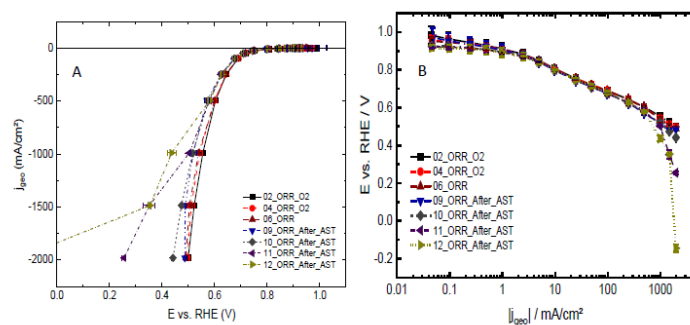 A
0
-500
-1000
-1500
-2000
j_geo (mA/cm²)
0.0 0.2 0.4 0.6 0.8 1.0
E vs. RHE (V)
02_ORR_O2
04_ORR_O2
06_ORR
09_ORR_After_AST
10_ORR_After_AST
11_ORR_After_AST
12_ORR_After_AST
B
1.0
0.8
0.6
0.4
0.2
0.0
-0.2
E vs. RHE / V
0.01 0.1 1 10 100 1000
|j_geo| / mA/cm²
02_ORR_O2
04_ORR_O2
06_ORR
09_ORR_After_AST
10_ORR_After_AST
11_ORR_After_AST
12_ORR_After_AST